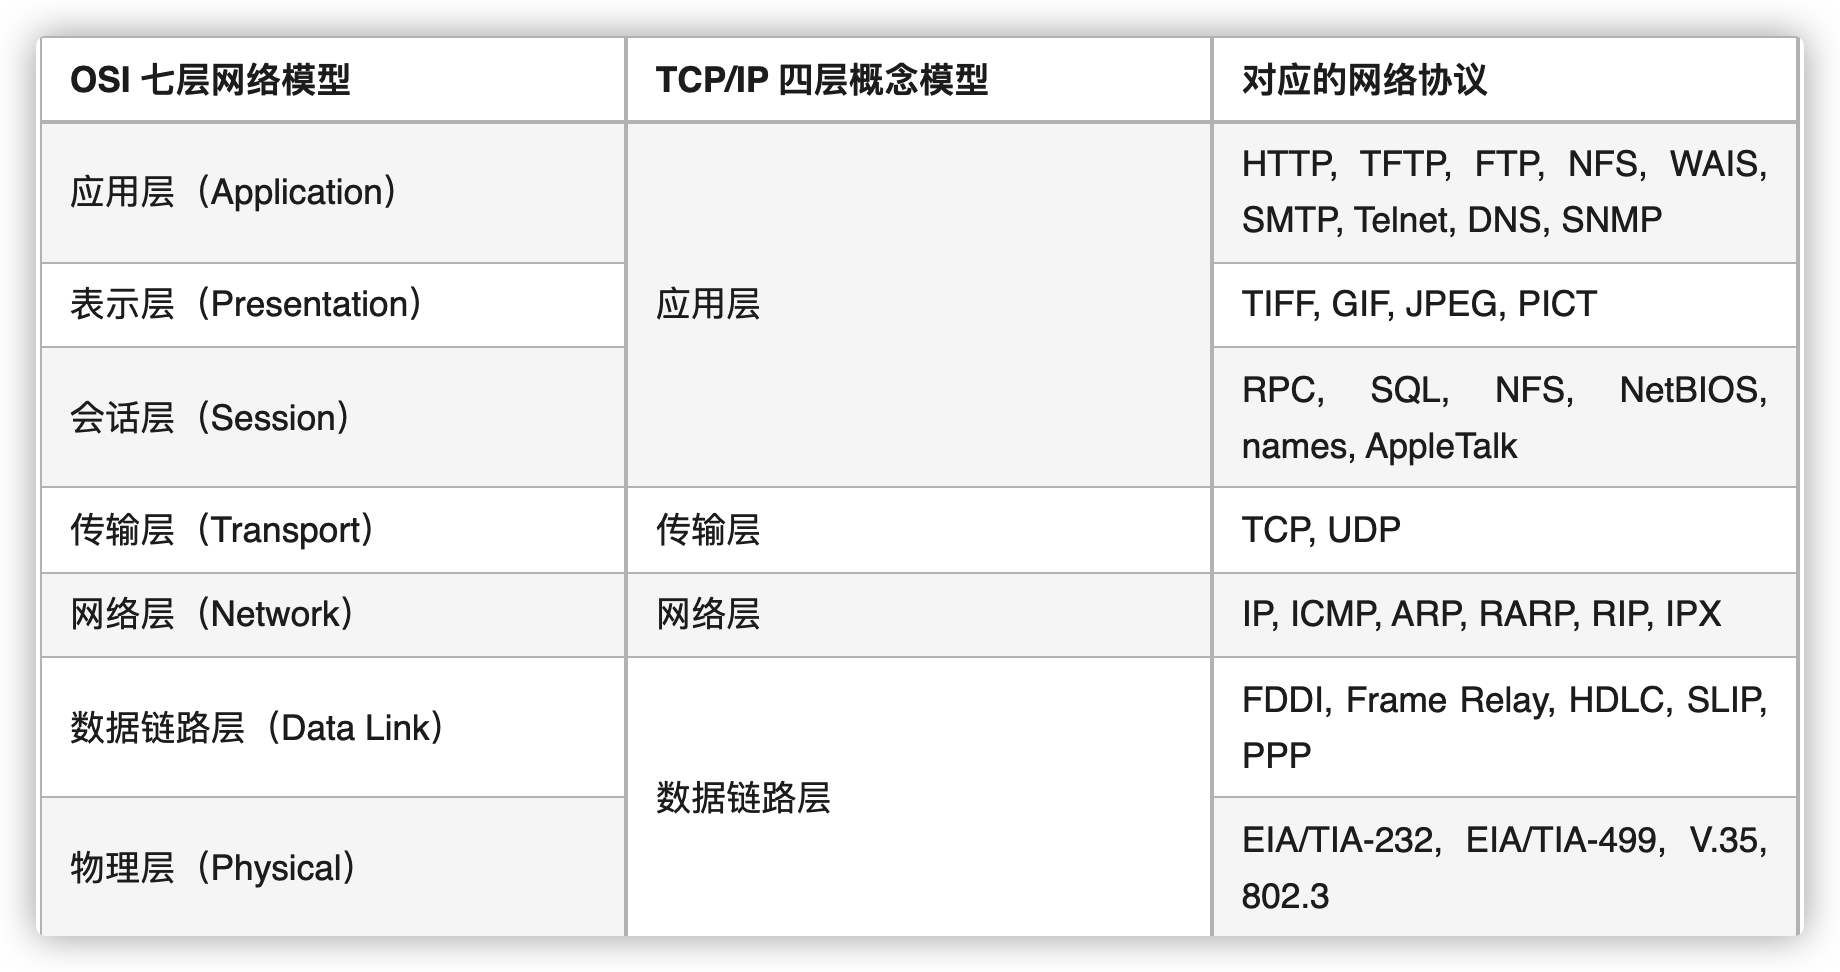 OSI 七层网络模型
TCP/IP 四层概念模型
对应的网络协议
应用层（Application）
应用层
HTTP, TFTP, FTP, NFS, WAIS,
SMTP, Telnet, DNS, SNMP
表示层（Presentation）
TIFF, GIF, JPEG, PICT
会话层（Session）
RPC, SQL, NFS, NetBIOS,
names, AppleTalk
传输层（Transport）
传输层
TCP, UDP
网络层（Network）
网络层
IP, ICMP, ARP, RARP, RIP, IPX
数据链路层（Data Link）
数据链路层
FDDI, Frame Relay, HDLC, SLIP,
PPP
物理层（Physical）
EIA/TIA-232, EIA/TIA-499, V.35,
802.3